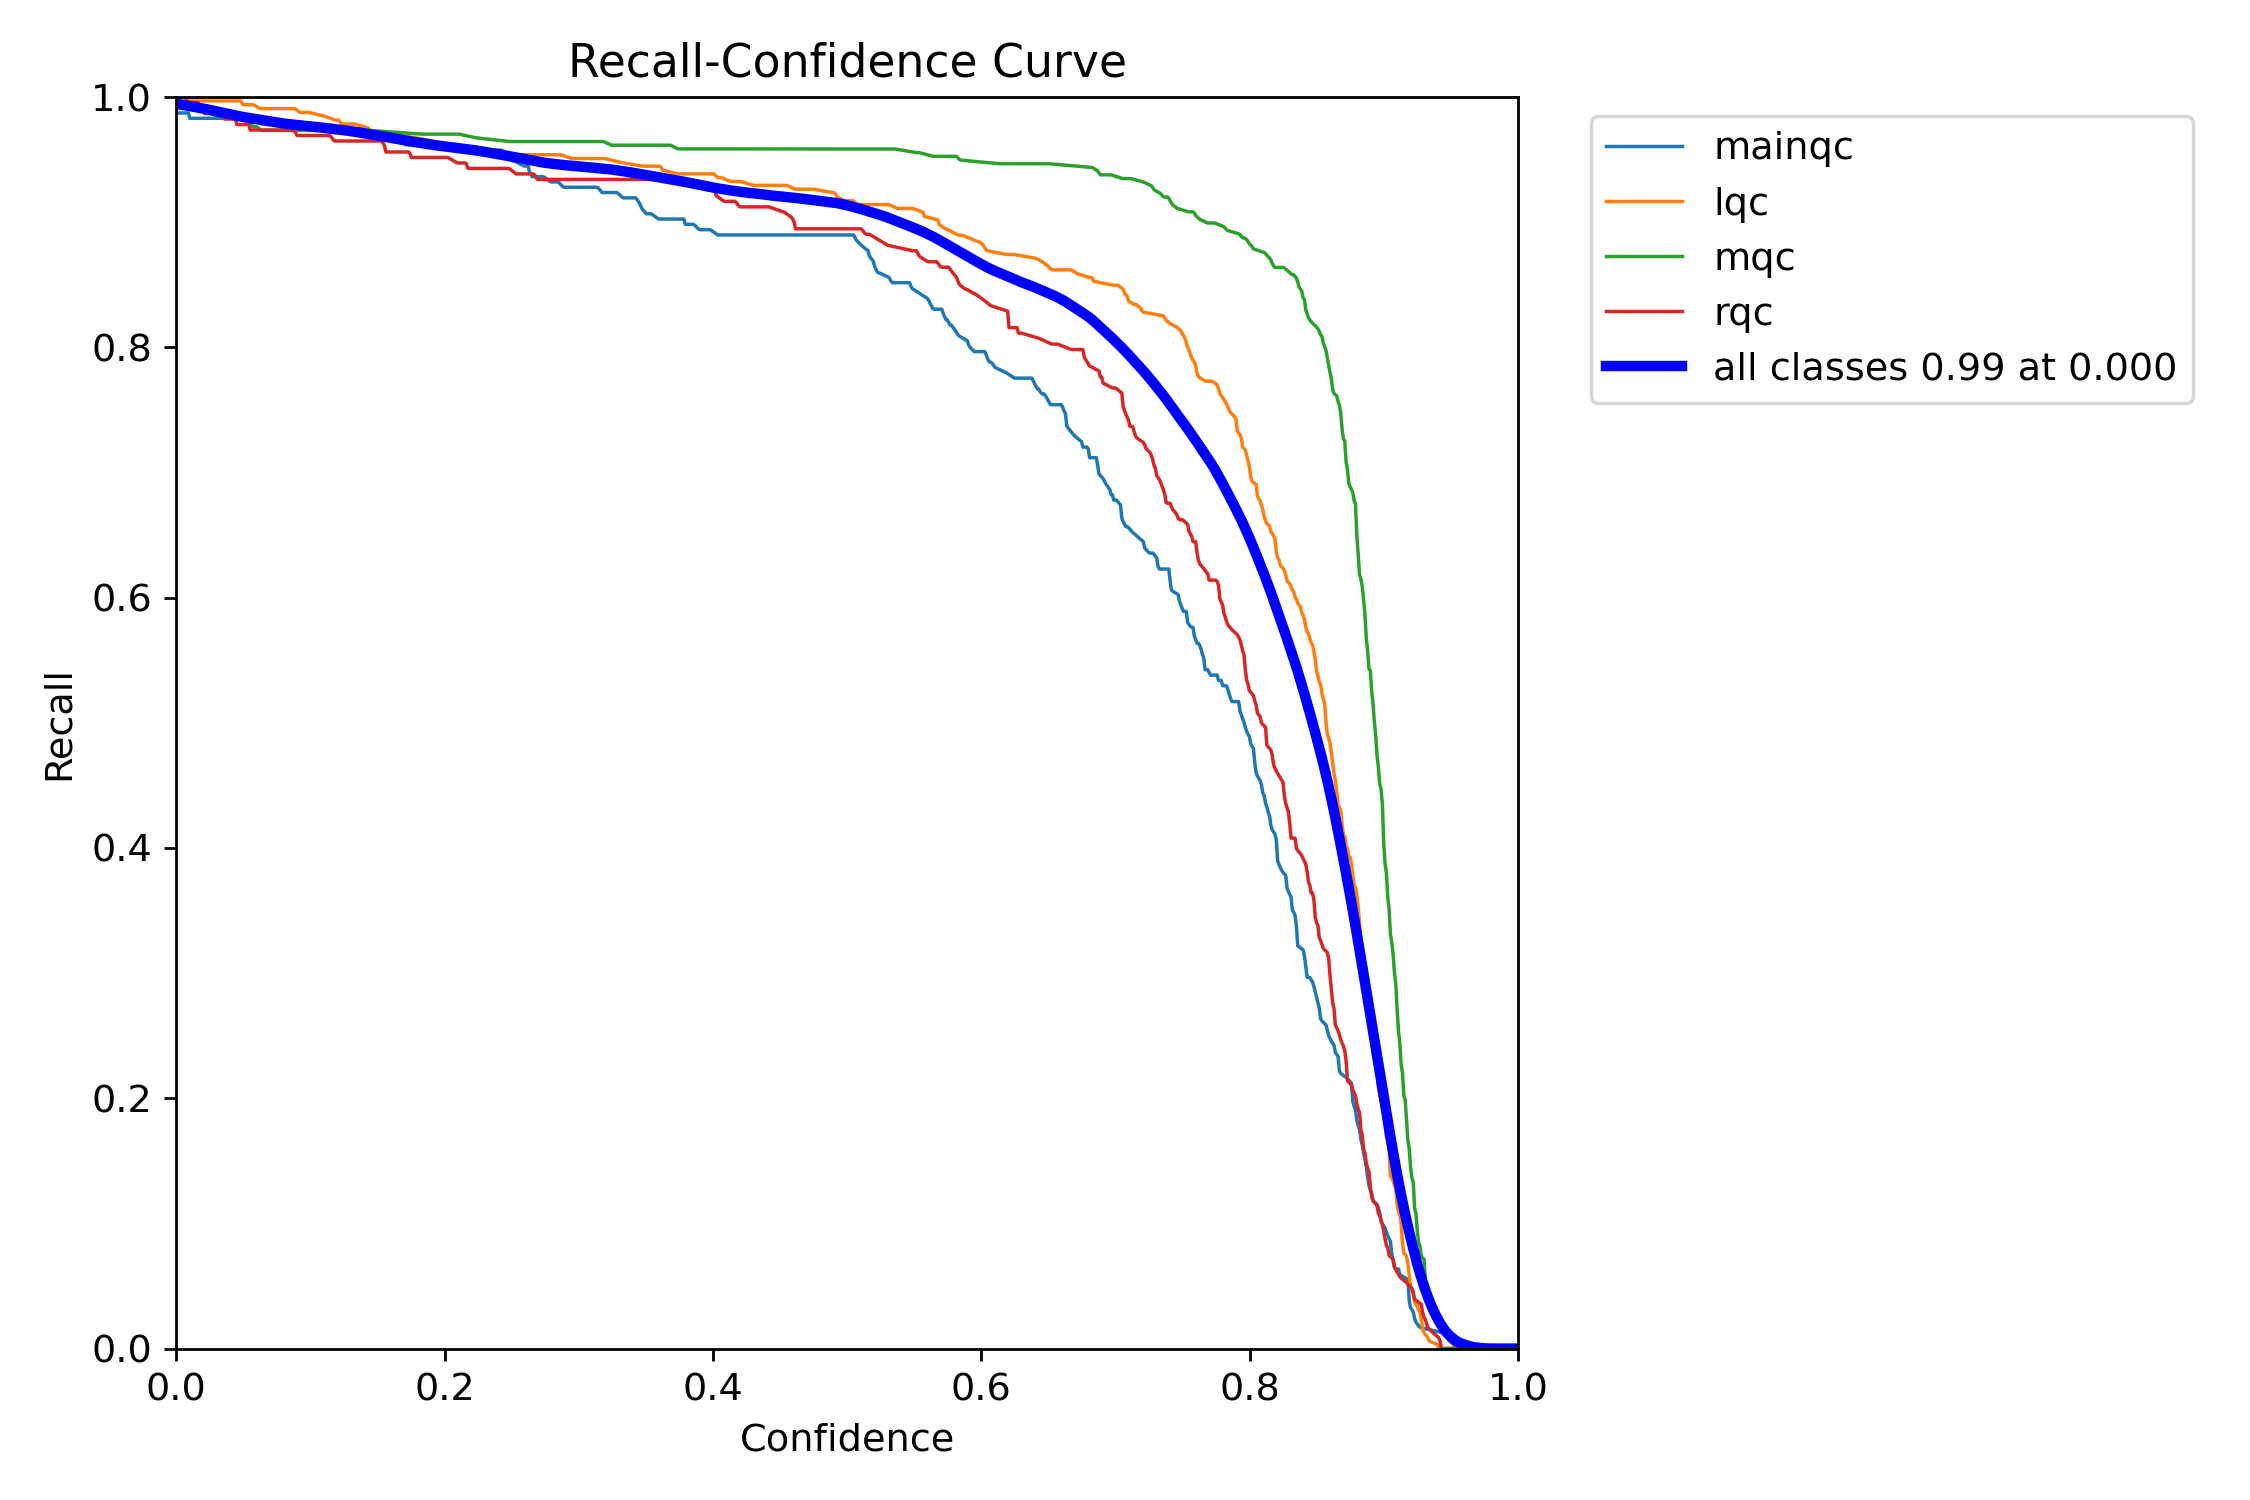 Recall-Confidence Curve
1.0
0.8
0.6
0.4
0.2
0.0
Recall
0.0 0.2 0.4 0.6 0.8 1.0
Confidence
mainqc
lqc
mqc
rqc
all classes 0.99 at 0.000